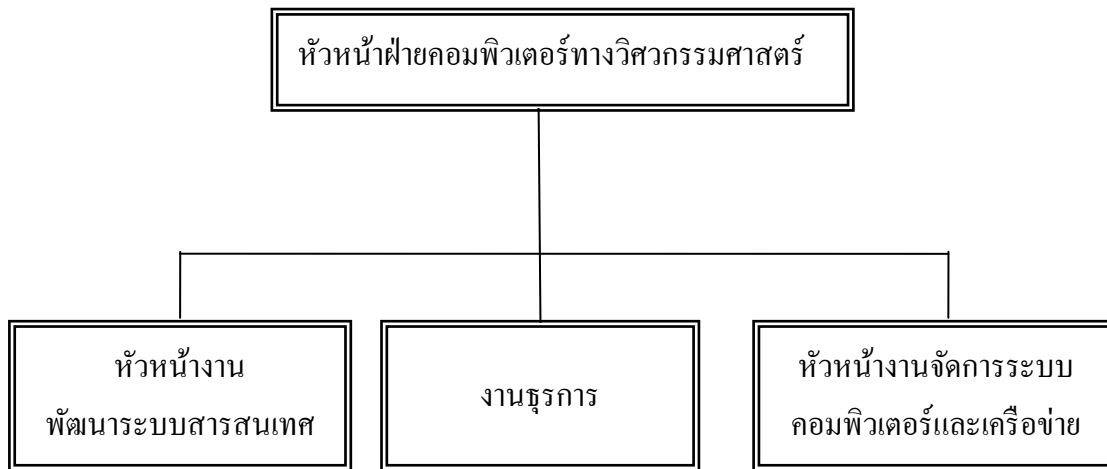 หัวหน้าฝ่ายคอมพิวเตอร์ทางวิศวกรรมศาสตร์
หัวหน้างาน
พัฒนาระบบสารสนเทศ
งานธุรการ
หัวหน้างานจัดการระบบ
คอมพิวเตอร์และเครือข่าย